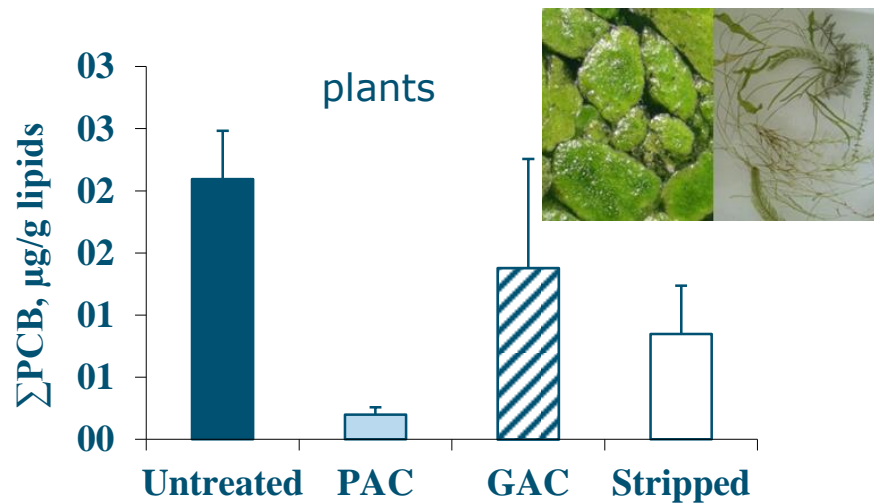 03
plants
03
02
02
01
01
00
∑PCB, µg/g lipids
Untreated PAC GAC Stripped